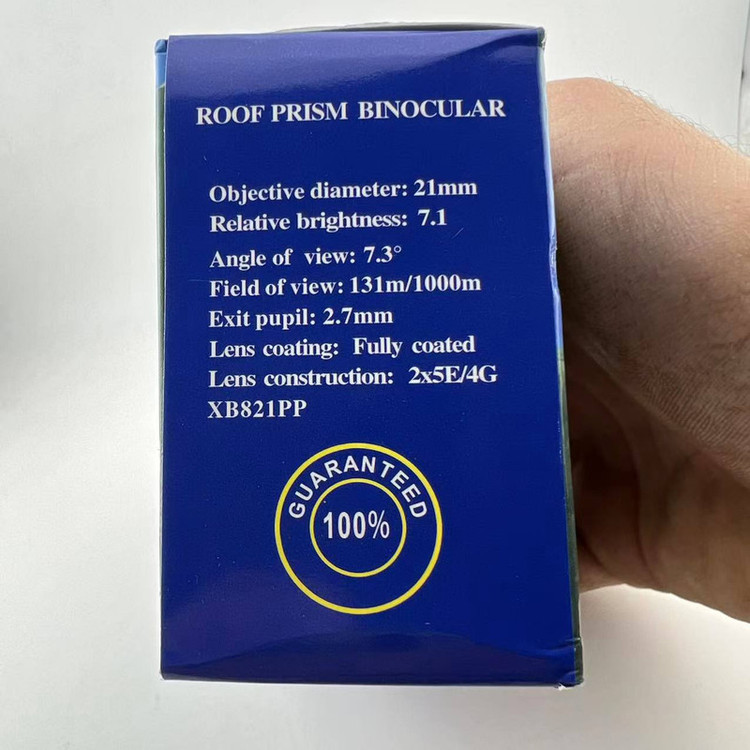 ROOF PRISM BINOCULAR
Objective diameter: 21mm
Relative brightness: 7.1
Angle of view: 7.3°
Field of view: 131m/1000m
Exit pupil: 2.7mm
Lens coating: Fully coated
Lens construction: 2x5E/4G
XB821PP
GUARANTEED
100%